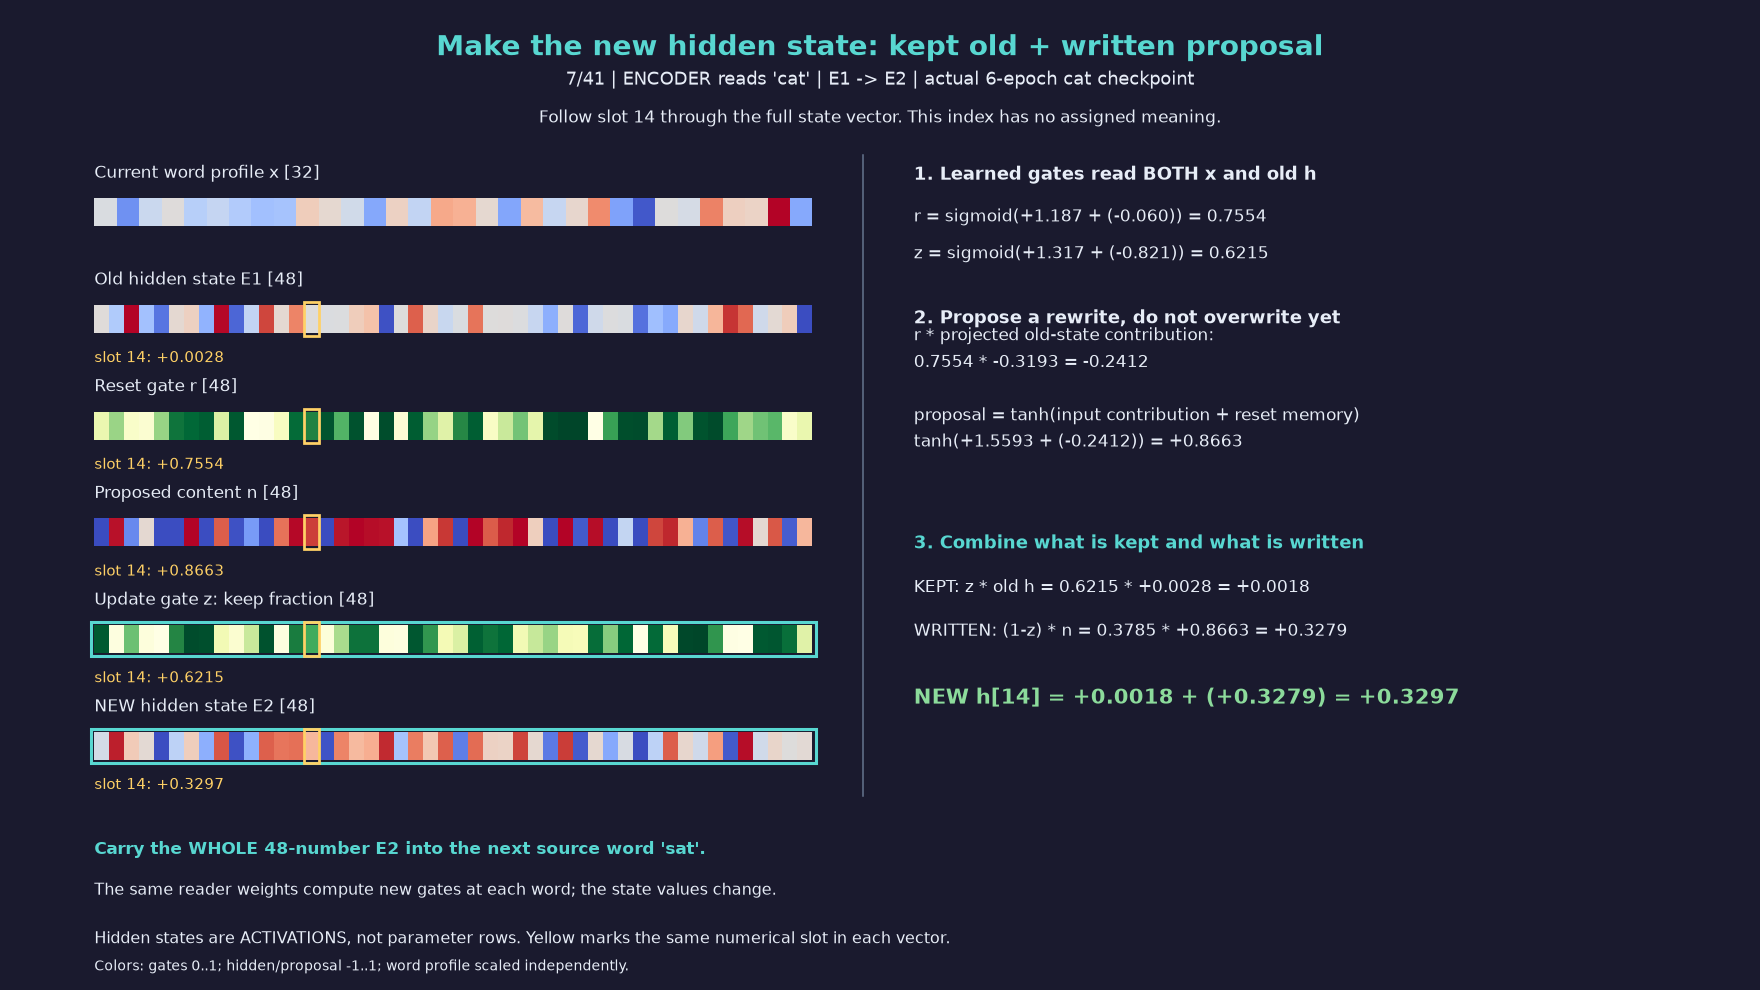 Make the new hidden state: kept old + written proposal
7/41 | ENCODER reads 'cat' | E1 -> E2 | actual 6-epoch cat checkpoint
Follow slot 14 through the full state vector. This index has no assigned meaning.
Current word profile x [32]
Old hidden state E1 [48]
slot 14: +0.0028
Reset gate r [48]
slot 14: +0.7554
Proposed content n [48]
slot 14: +0.8663
Update gate z: keep fraction [48]
slot 14: +0.6215
NEW hidden state E2 [48]
slot 14: +0.3297
1. Learned gates read BOTH x and old h
r = sigmoid(+1.187 + (-0.060)) = 0.7554
z = sigmoid(+1.317 + (-0.821)) = 0.6215
2. Propose a rewrite, do not overwrite yet
r * projected old-state contribution:
0.7554 * -0.3193 = -0.2412
proposal = tanh(input contribution + reset memory)
tanh(+1.5593 + (-0.2412)) = +0.8663
3. Combine what is kept and what is written
KEPT: z * old h = 0.6215 * +0.0028 = +0.0018
WRITTEN: (1-z) * n = 0.3785 * +0.8663 = +0.3279
NEW h[14] = +0.0018 + (+0.3279) = +0.3297
Carry the WHOLE 48-number E2 into the next source word 'sat'.
The same reader weights compute new gates at each word; the state values change.
Hidden states are ACTIVATIONS, not parameter rows. Yellow marks the same numerical slot in each vector.
Colors: gates 0..1; hidden/proposal -1..1; word profile scaled independently.